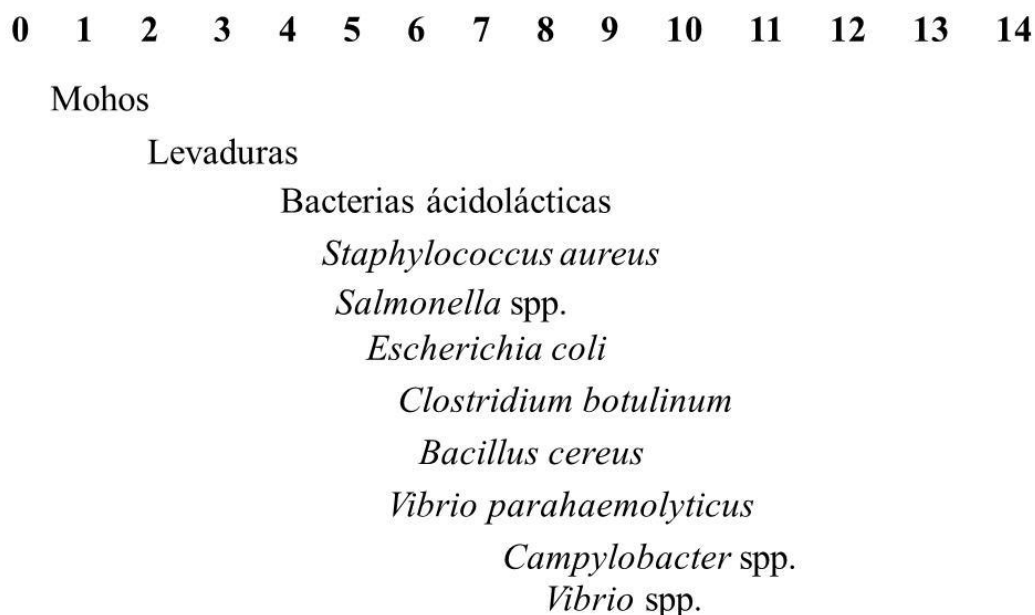 0 1 2 3 4 5 6 7 8 9 10 11 12 13 14
Mohos
Levaduras
Bacterias ácidolácticas
Staphylococcus aureus
Salmonella spp.
Escherichia coli
Clostridium botulinum
Bacillus cereus
Vibrio parahaemolyticus
Campylobacter spp.
Vibrio spp.